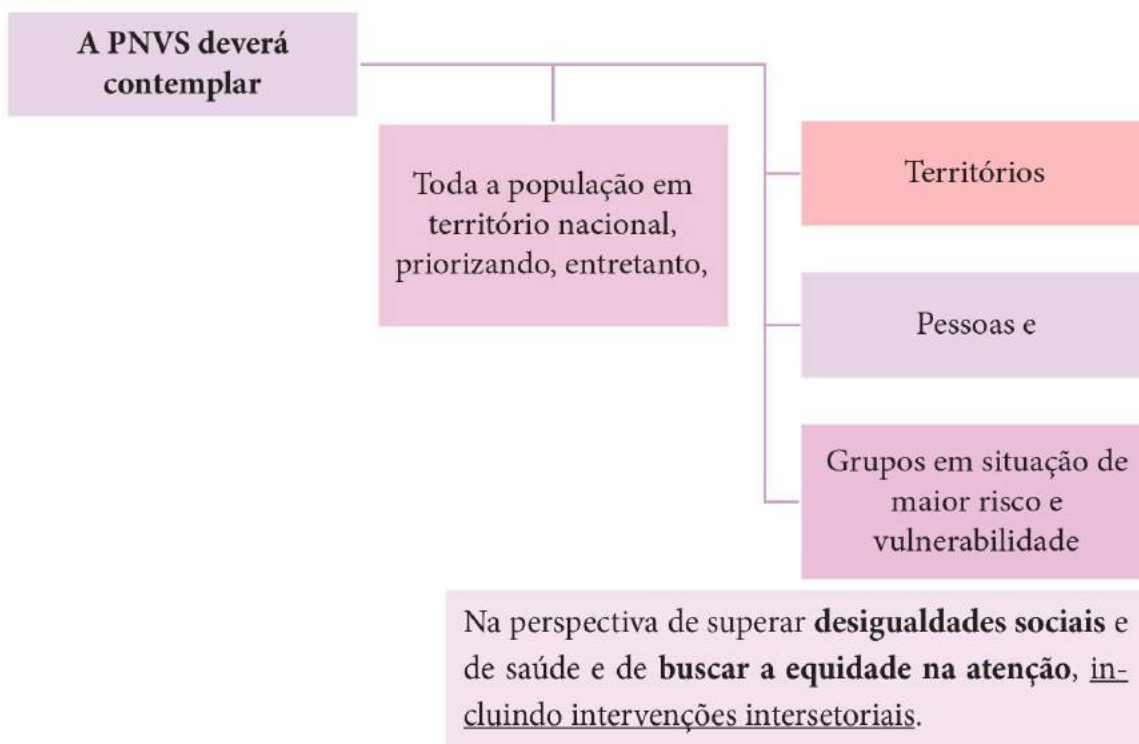 A PNVS deverá
contemplar
Toda a população em
território nacional,
priorizando, entretanto,
Territórios
Pessoas e
Grupos em situação de
maior risco e
vulnerabilidade
Na perspectiva de superar desigualdades sociais e
de saúde e de buscar a equidade na atenção, in-
cluindo intervenções intersetoriais.